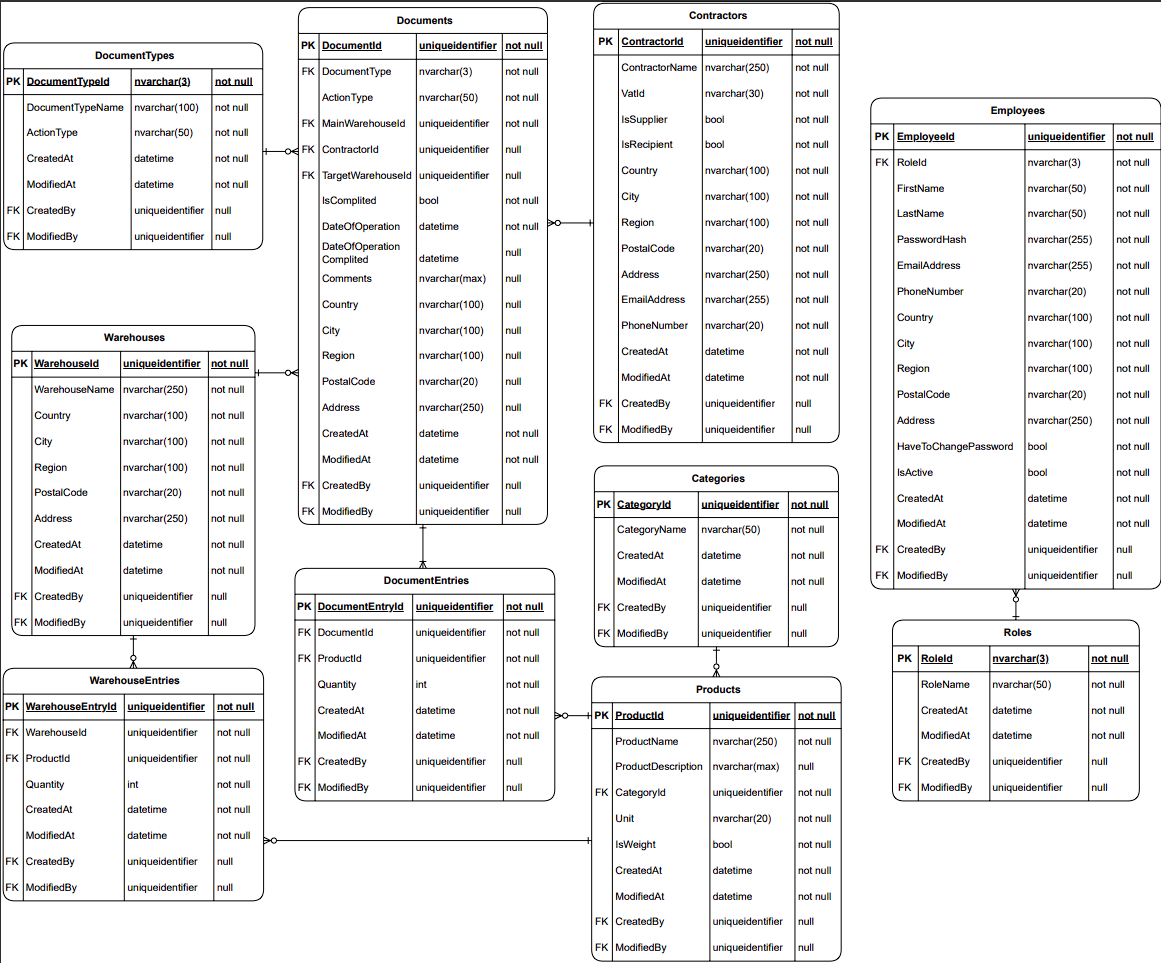 DocumentTypes
PK DocumentTypeId nvarchar(3) not null
DocumentTypeName nvarchar(100) not null
ActionType nvarchar(50) not null
CreatedAt datetime not null
ModifiedAt datetime not null
FK CreatedBy uniqueidentifier null
FK ModifiedBy uniqueidentifier null
Documents
PK DocumentId uniqueidentifier not null
FK DocumentType nvarchar(3) not null
ActionType nvarchar(50) not null
FK MainWarehouseId uniqueidentifier not null
FK ContractorId uniqueidentifier null
FK TargetWarehouseId uniqueidentifier null
IsComplited bool not null
DateOfOperation datetime not null
DateOfOperation
Complited datetime null
Comments nvarchar(max) null
Country nvarchar(100) null
City nvarchar(100) null
Region nvarchar(100) null
PostalCode nvarchar(20) null
Address nvarchar(250) null
CreatedAt datetime not null
ModifiedAt datetime not null
FK CreatedBy uniqueidentifier null
FK ModifiedBy uniqueidentifier null
Contractors
PK ContractorId uniqueidentifier not null
ContractorName nvarchar(250) not null
VatId nvarchar(30) not null
IsSupplier bool not null
IsRecipient bool not null
Country nvarchar(100) not null
City nvarchar(100) not null
Region nvarchar(100) not null
PostalCode nvarchar(20) not null
Address nvarchar(250) not null
EmailAddress nvarchar(255) not null
PhoneNumber nvarchar(20) not null
CreatedAt datetime not null
ModifiedAt datetime not null
FK CreatedBy uniqueidentifier null
FK ModifiedBy uniqueidentifier null
Employees
PK EmployeeId uniqueidentifier not null
FK RoleId nvarchar(3) not null
FirstName nvarchar(50) not null
LastName nvarchar(50) not null
PasswordHash nvarchar(255) not null
EmailAddress nvarchar(255) not null
PhoneNumber nvarchar(20) not null
Country nvarchar(100) not null
City nvarchar(100) not null
Region nvarchar(100) not null
PostalCode nvarchar(20) not null
Address nvarchar(250) not null
HaveToChangePassword bool not null
IsActive bool not null
CreatedAt datetime not null
ModifiedAt datetime not null
FK CreatedBy uniqueidentifier null
FK ModifiedBy uniqueidentifier null
Warehouses
PK WarehouseId uniqueidentifier not null
WarehouseName nvarchar(250) not null
Country nvarchar(100) not null
City nvarchar(100) not null
Region nvarchar(100) not null
PostalCode nvarchar(20) not null
Address nvarchar(250) not null
CreatedAt datetime not null
ModifiedAt datetime not null
FK CreatedBy uniqueidentifier null
FK ModifiedBy uniqueidentifier null
Categories
PK CategoryId uniqueidentifier not null
CategoryName nvarchar(50) not null
CreatedAt datetime not null
ModifiedAt datetime not null
FK CreatedBy uniqueidentifier null
FK ModifiedBy uniqueidentifier null
DocumentEntries
PK DocumentEntryId uniqueidentifier not null
FK DocumentId uniqueidentifier not null
FK ProductId uniqueidentifier not null
Quantity int not null
CreatedAt datetime not null
ModifiedAt datetime not null
FK CreatedBy uniqueidentifier null
FK ModifiedBy uniqueidentifier null
Roles
PK RoleId nvarchar(3) not null
RoleName nvarchar(50) not null
CreatedAt datetime not null
ModifiedAt datetime not null
FK CreatedBy uniqueidentifier null
FK ModifiedBy uniqueidentifier null
WarehouseEntries
PK WarehouseEntryId uniqueidentifier not null
FK WarehouseId uniqueidentifier not null
FK ProductId uniqueidentifier not null
Quantity int not null
CreatedAt datetime not null
ModifiedAt datetime not null
FK CreatedBy uniqueidentifier null
FK ModifiedBy uniqueidentifier null
Products
PK ProductId uniqueidentifier not null
ProductName nvarchar(250) not null
ProductDescription nvarchar(max) null
FK CategoryId uniqueidentifier not null
Unit nvarchar(20) not null
IsWeight bool not null
CreatedAt datetime not null
ModifiedAt datetime not null
FK CreatedBy uniqueidentifier null
FK ModifiedBy uniqueidentifier null